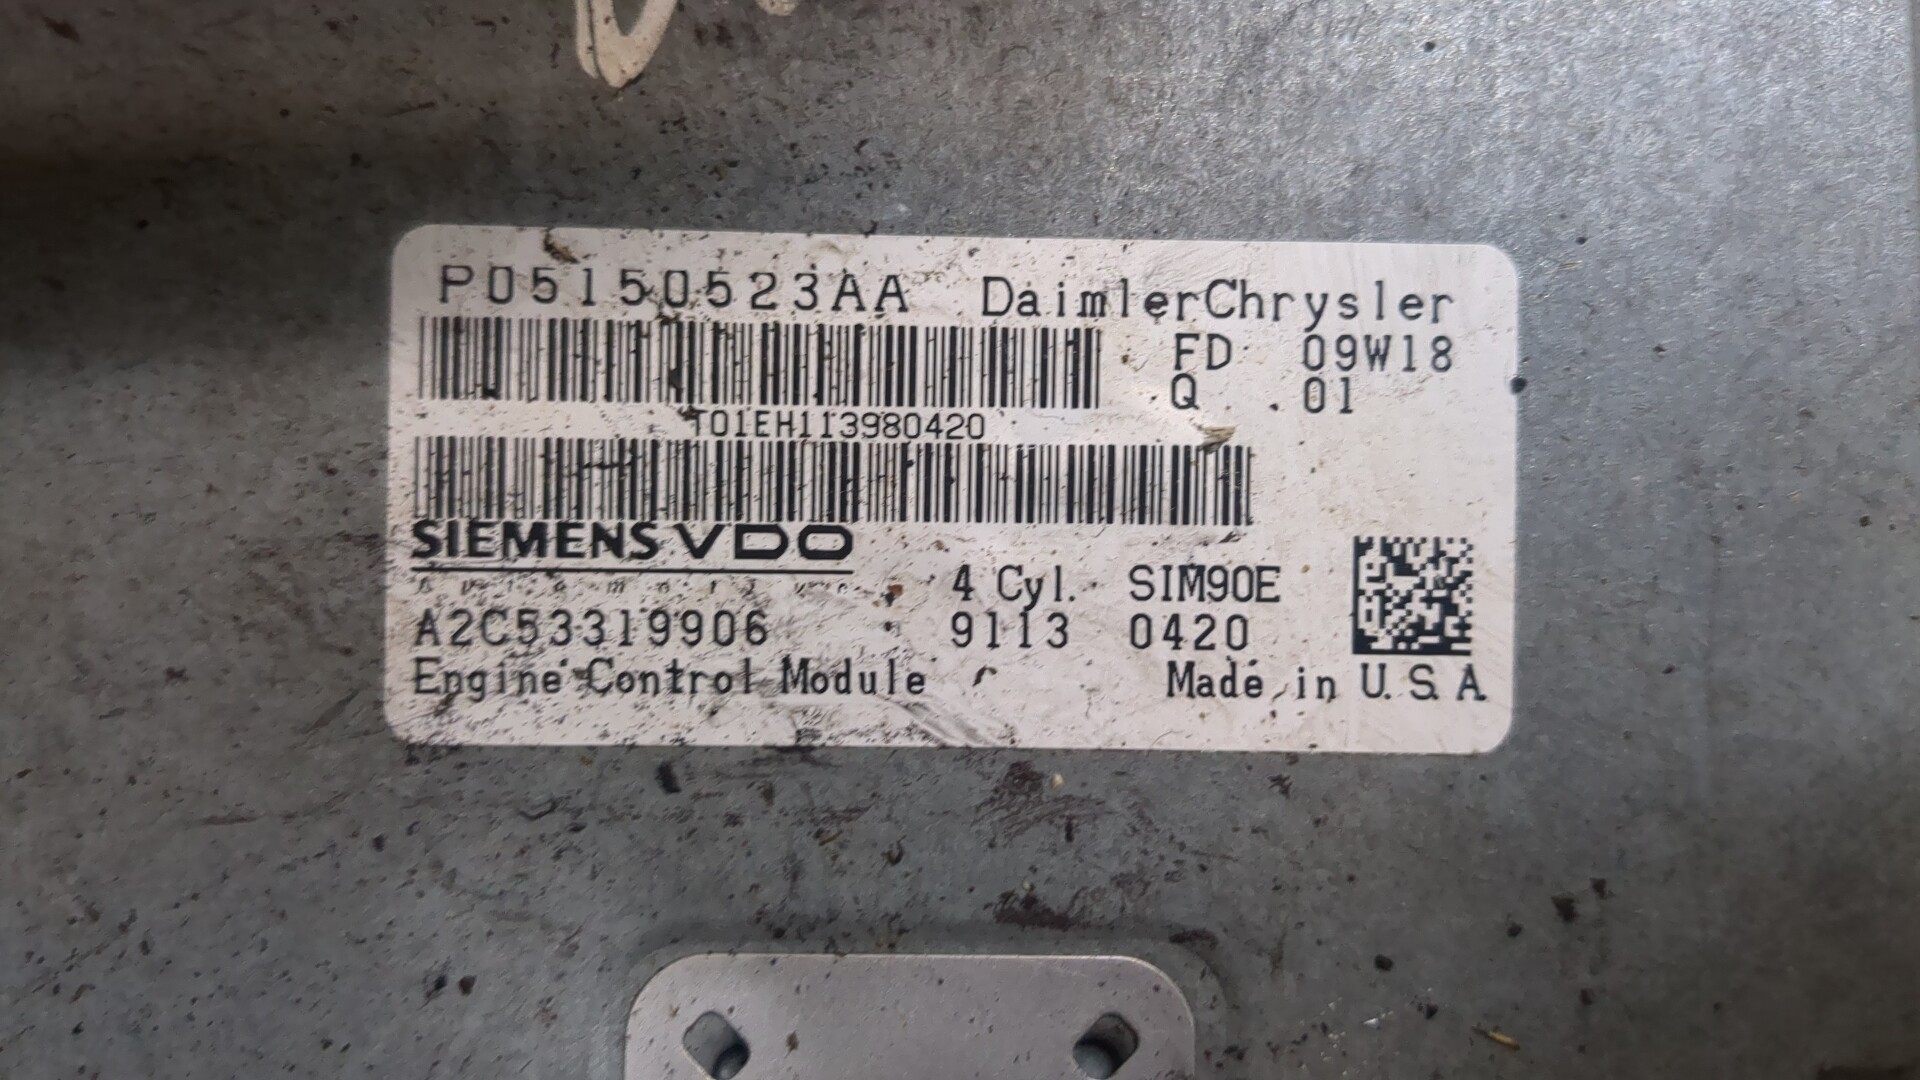 P05150523AA DaimlerChrysler
FD 09W18
Q 01
T01EH113980420
SIEMENS VDO
Automotive
4 Cyl. SIM90E
A2C53319906 9113 0420
Engine Control Module Made in U.S.A